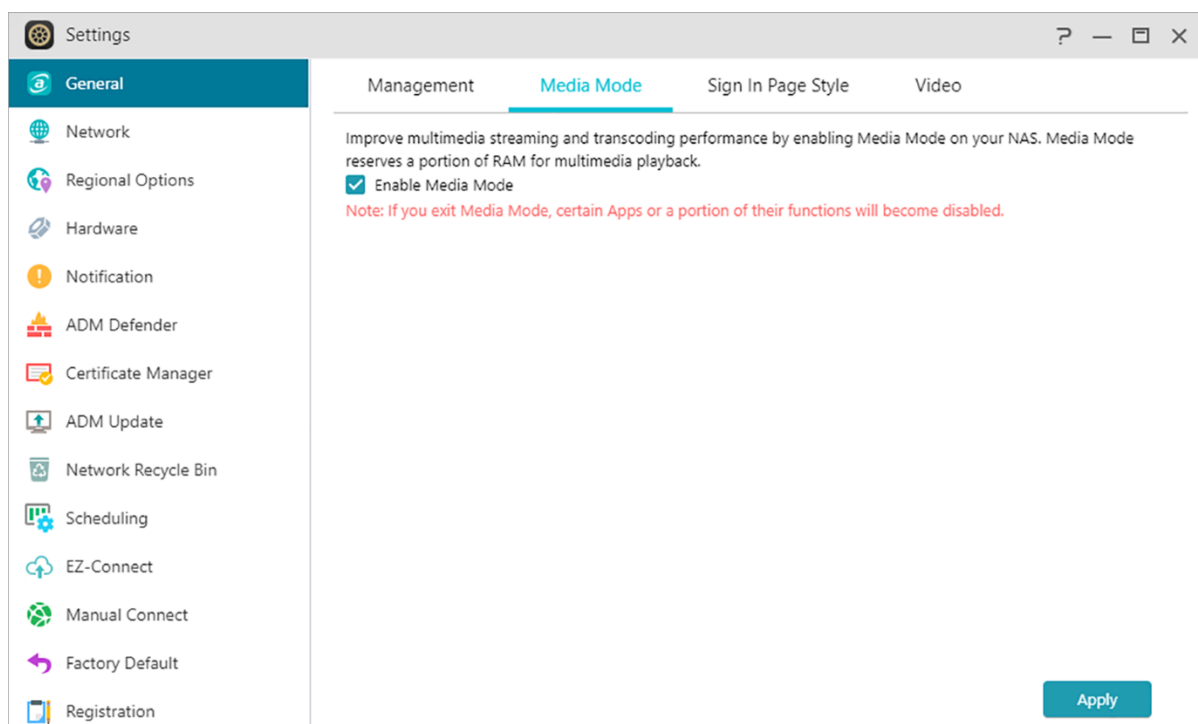 Settings
General
Network
Regional Options
Hardware
Notification
ADM Defender
Certificate Manager
ADM Update
Network Recycle Bin
Scheduling
EZ-Connect
Manual Connect
Factory Default
Registration
Management
Media Mode
Sign In Page Style
Video
Improve multimedia streaming and transcoding performance by enabling Media Mode on your NAS. Media Mode
reserves a portion of RAM for multimedia playback.
Enable Media Mode
Note: If you exit Media Mode, certain Apps or a portion of their functions will become disabled.
Apply